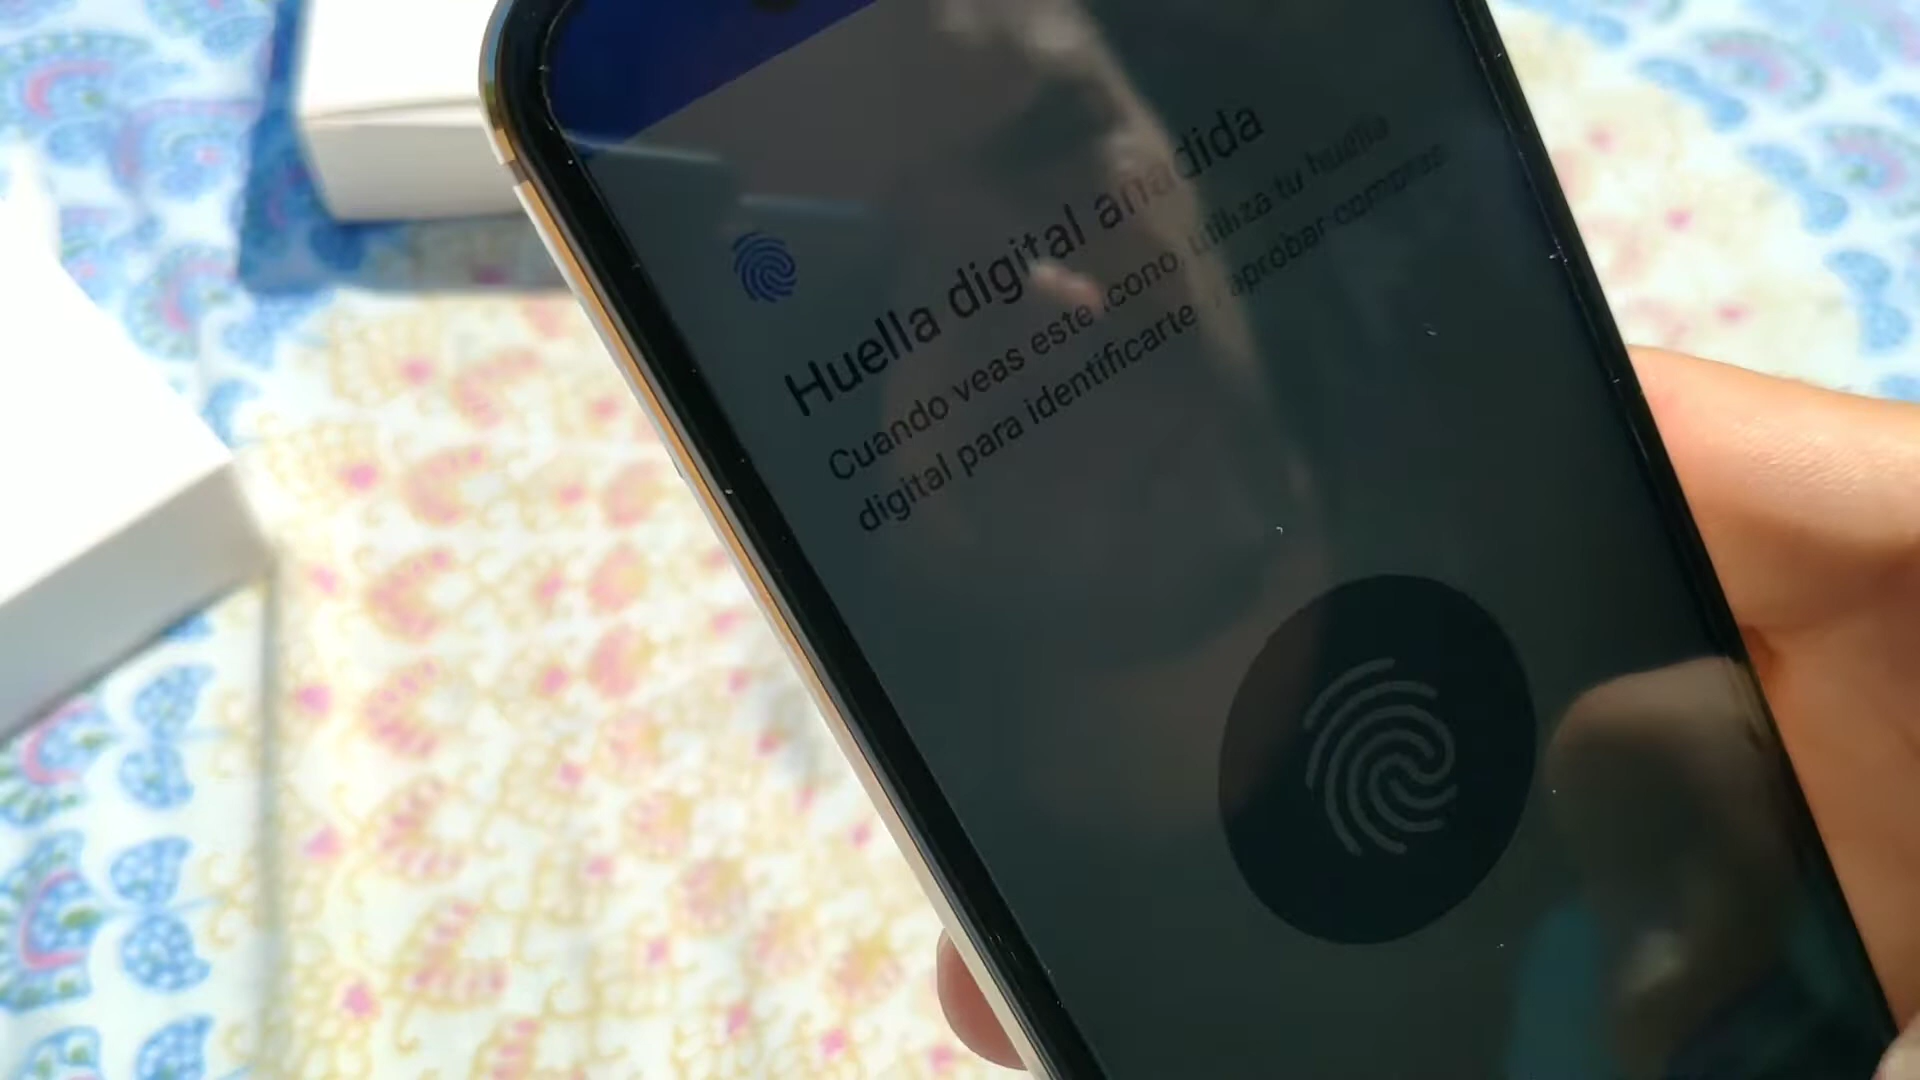 Huella digital añadida
Cuando veas este icono, utiliza tu huella
digital para identificarte y aprobar compras.